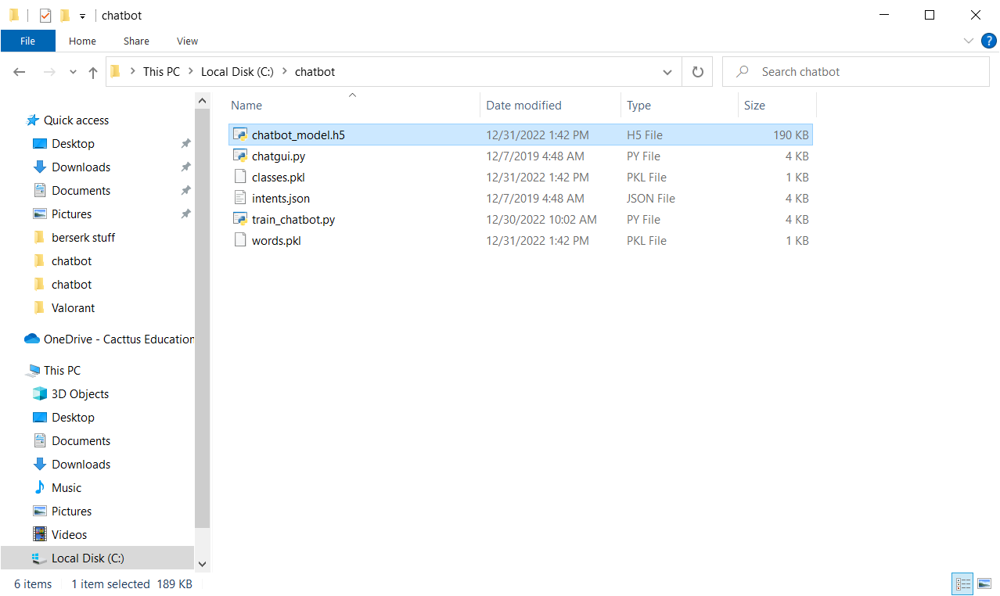 chatbot
File Home Share View
This PC Local Disk (C:) chatbot
Search chatbot
Name Date modified Type Size
Quick access
Desktop
Downloads
Documents
Pictures
berserk stuff
chatbot
chatbot
Valorant
OneDrive - Cacttus Education
This PC
3D Objects
Desktop
Documents
Downloads
Music
Pictures
Videos
Local Disk (C:)
chatbot_model.h5 12/31/2022 1:42 PM H5 File 190 KB
chatgui.py 12/7/2019 4:48 AM PY File 4 KB
classes.pkl 12/31/2022 1:42 PM PKL File 1 KB
intents.json 12/7/2019 4:48 AM JSON File 4 KB
train_chatbot.py 12/30/2022 10:02 AM PY File 4 KB
words.pkl 12/31/2022 1:42 PM PKL File 1 KB
6 items 1 item selected 189 KB